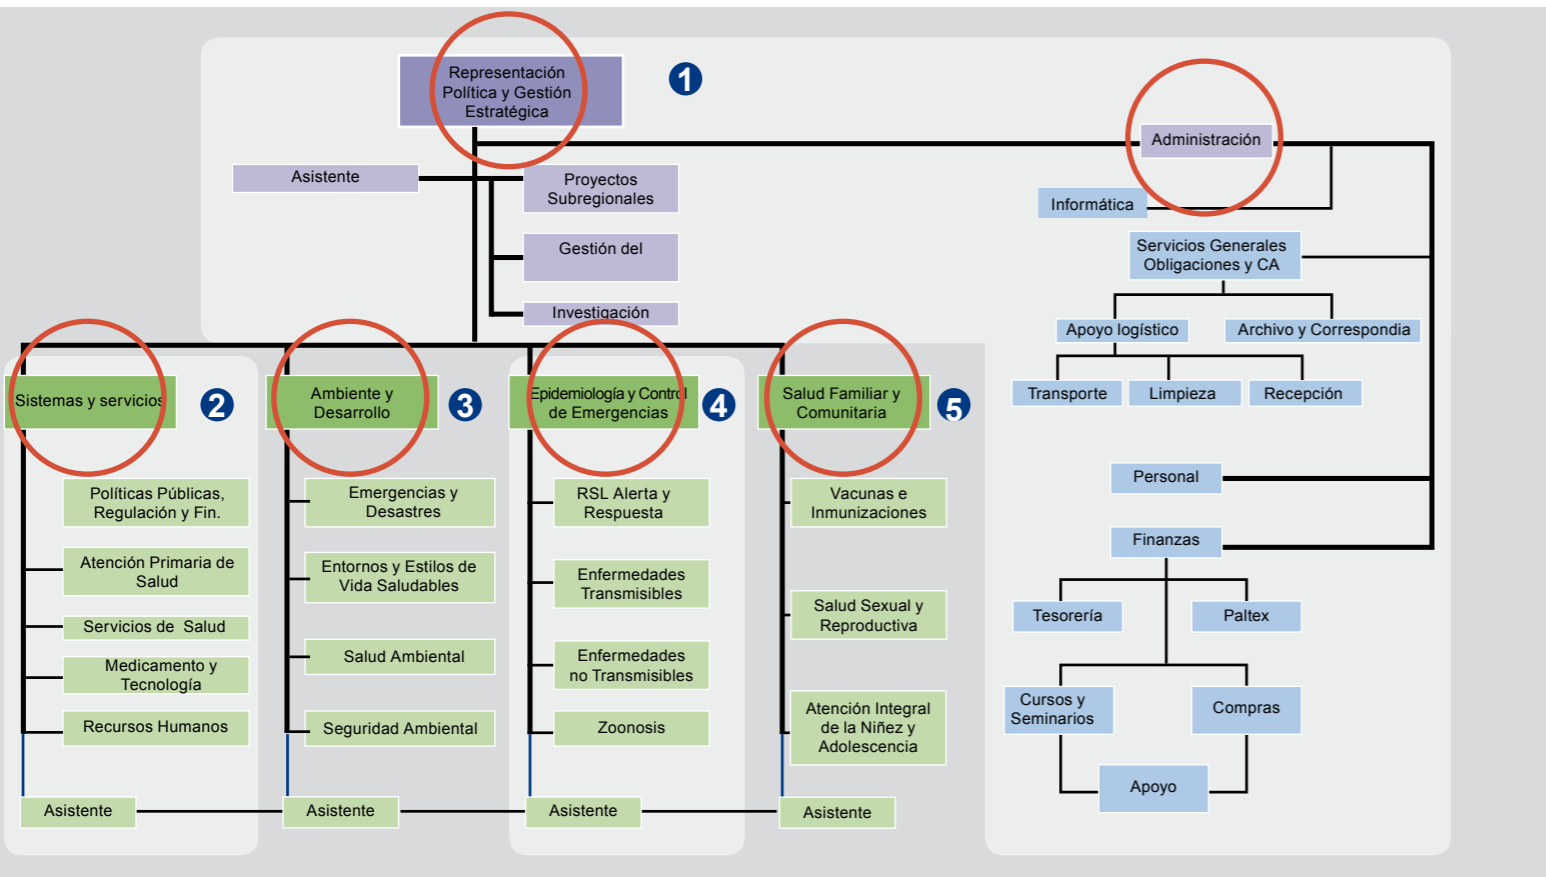 Representación
Política y Gestión
Estratégica
1
Administración
Asistente
Proyectos
Subregionales
Informática
Gestión del
Servicios Generales
Obligaciones y CA
Investigación
Apoyo logístico
Archivo y Correspondia
Transporte
Limpieza
Recepción
Sistemas y servicios
2
Ambiente y
Desarrollo
3
Epidemiología y Control
de Emergencias
4
Salud Familiar y
Comunitaria
5
Políticas Públicas,
Regulación y Fin.
Atención Primaria de
Salud
Servicios de Salud
Medicamento y
Tecnología
Recursos Humanos
Asistente
Emergencias y
Desastres
Entornos y Estilos de
Vida Saludables
Salud Ambiental
Seguridad Ambiental
Asistente
RSL Alerta y
Respuesta
Enfermedades
Transmisibles
Enfermedades
no Transmisibles
Zoonosis
Asistente
Vacunas e
Inmunizaciones
Salud Sexual y
Reproductiva
Atención Integral
de la Niñez y
Adolescencia
Asistente
Personal
Finanzas
Tesorería
Paltex
Cursos y
Seminarios
Compras
Apoyo